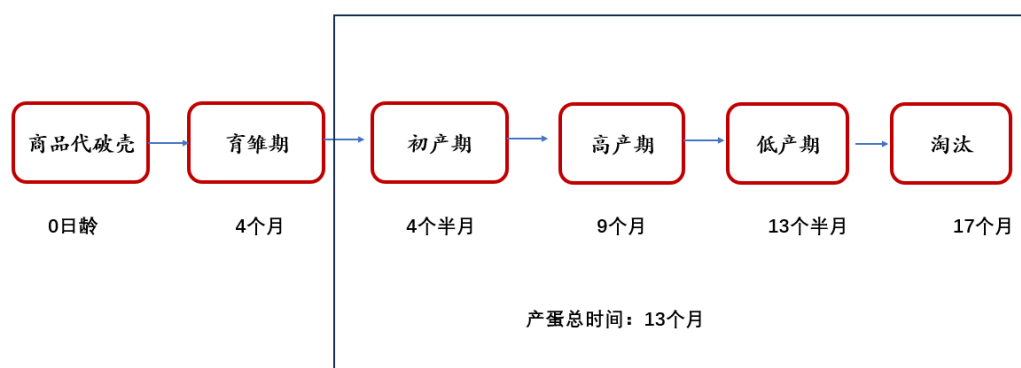 商品代破壳
育雏期
初产期
高产期
低产期
淘汰
0日龄
4个月
4个半月
9个月
13个半月
17个月
产蛋总时间：13个月